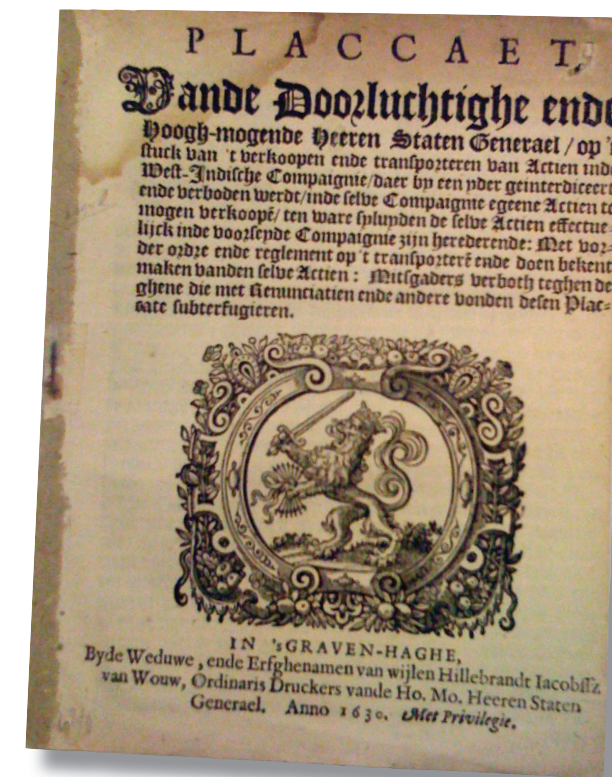 PLACCAET,
Vande Doorluchtighe ende
Hoogh-mogende Heeren Staten Generael / op 't
stuck van 't verkoopen ende transporteren van Actien inde
West-Indische Compaignie/daer by een yder geinterdiceert
ende verboden werdt/inde selve Compaignie egeene Actien te
mogen verkoopē/ ten ware sylunden de selve Actien effectue-
lijck inde voorseyde Compaignie zijn herederende: Met vor-
der ordre ende reglement op 't transporterē ende doen bekent
maken vanden selve Actien: Mitsgaders verboth teghen de
ghene die met Renunciatien ende andere vonden desen Plac-
cate subterfugieren.
IN 'sGRAVEN-HAGHE,
Byde Weduwe, ende Erfghenamen van wijlen Hillebrandt Iacobssz
van Wouw, Ordinaris Druckers vande Ho. Mo. Heeren Staten
Generael. Anno 1630. Met Privilegie.